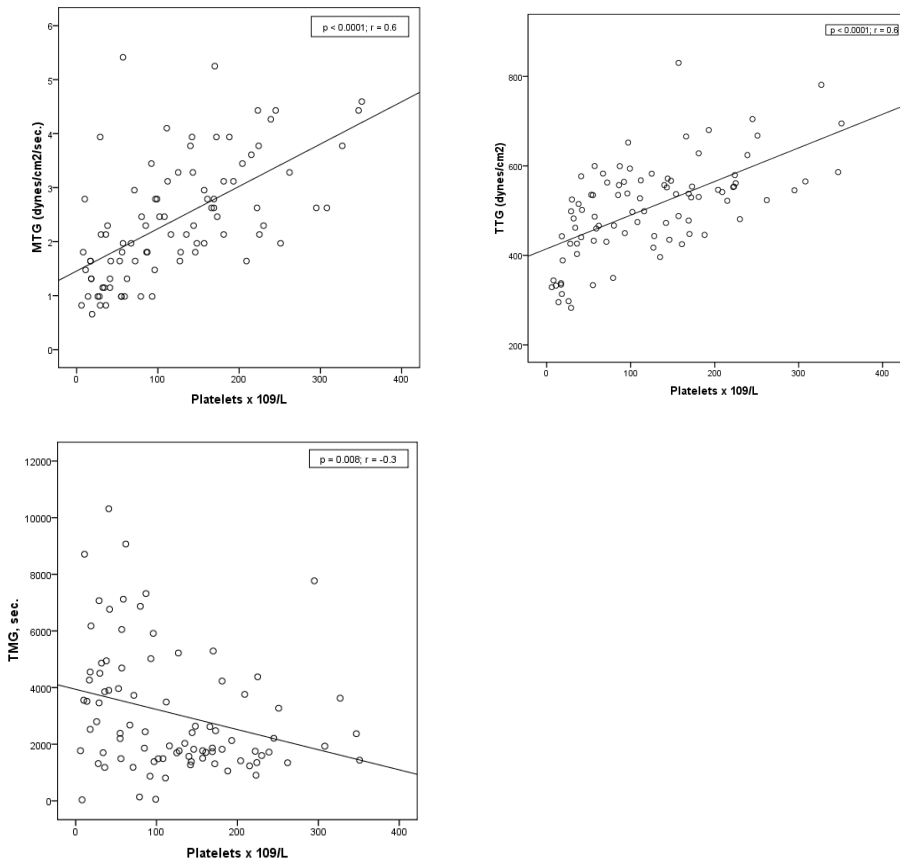 p < 0.0001; r = 0.6
6
5
4
3
2
1
0
MTG (dynes/cm2/sec.)
0 100 200 300 400
Platelets x 109/L
p < 0.0001; r = 0.6
800
600
400
200
TTG (dynes/cm2)
0 100 200 300 400
Platelets x 109/L
p = 0.008; r = -0.3
12000
10000
8000
6000
4000
2000
0
TMG, sec.
0 100 200 300 400
Platelets x 109/L